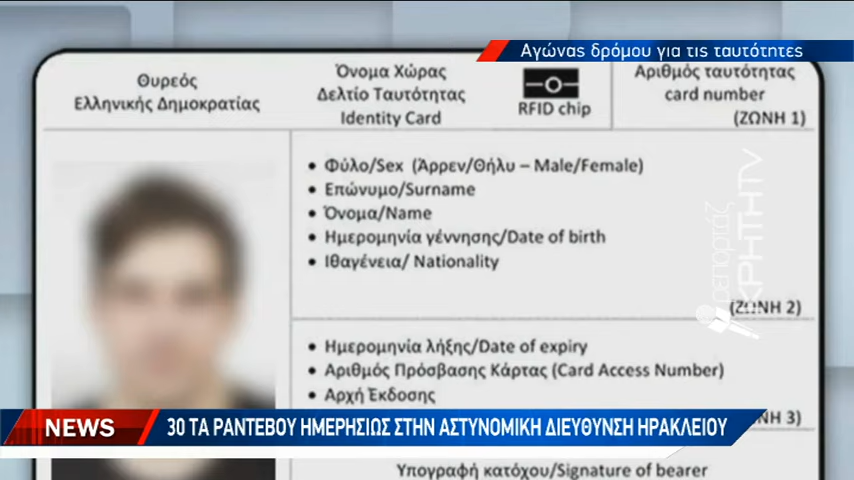 Αγώνας δρόμου για τις ταυτότητες
Θυρεός
Ελληνικής Δημοκρατίας
Όνομα Χώρας
Δελτίο Ταυτότητας
Identity Card
RFID chip
Αριθμός ταυτότητας
card number
(ΖΩΝΗ 1)
• Φύλο/Sex (Άρρεν/Θήλυ – Male/Female)
• Επώνυμο/Surname
• Όνομα/Name
• Ημερομηνία γέννησης/Date of birth
• Ιθαγένεια/ Nationality
(ΖΩΝΗ 2)
• Ημερομηνία λήξης/Date of expiry
• Αριθμός Πρόσβασης Κάρτας (Card Access Number)
• Αρχή Έκδοσης
ΝΗ 3)
ρεπορτάζ
ΚΡΗΤΗTV
NEWS
30 ΤΑ ΡΑΝΤΕΒΟΥ ΗΜΕΡΗΣΙΩΣ ΣΤΗΝ ΑΣΤΥΝΟΜΙΚΗ ΔΙΕΥΘΥΝΣΗ ΗΡΑΚΛΕΙΟΥ
Υπογραφή κατόχου/Signature of bearer